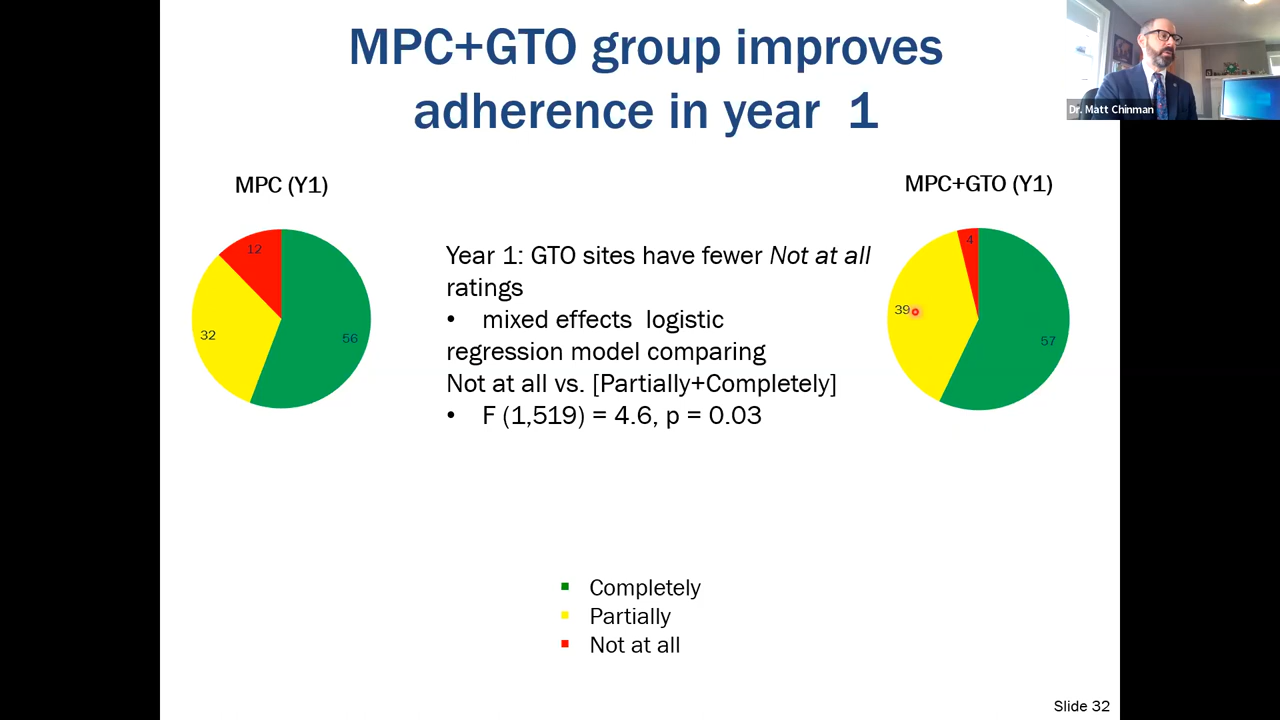 MPC+GTO group improves
adherence in year 1
Dr. Matt Chinman
MPC (Y1)
MPC+GTO (Y1)
12
32
56
Year 1: GTO sites have fewer Not at all
ratings
• mixed effects logistic
regression model comparing
Not at all vs. [Partially+Completely]
• F (1,519) = 4.6, p = 0.03
4
39
57
Completely
Partially
Not at all
Slide 32